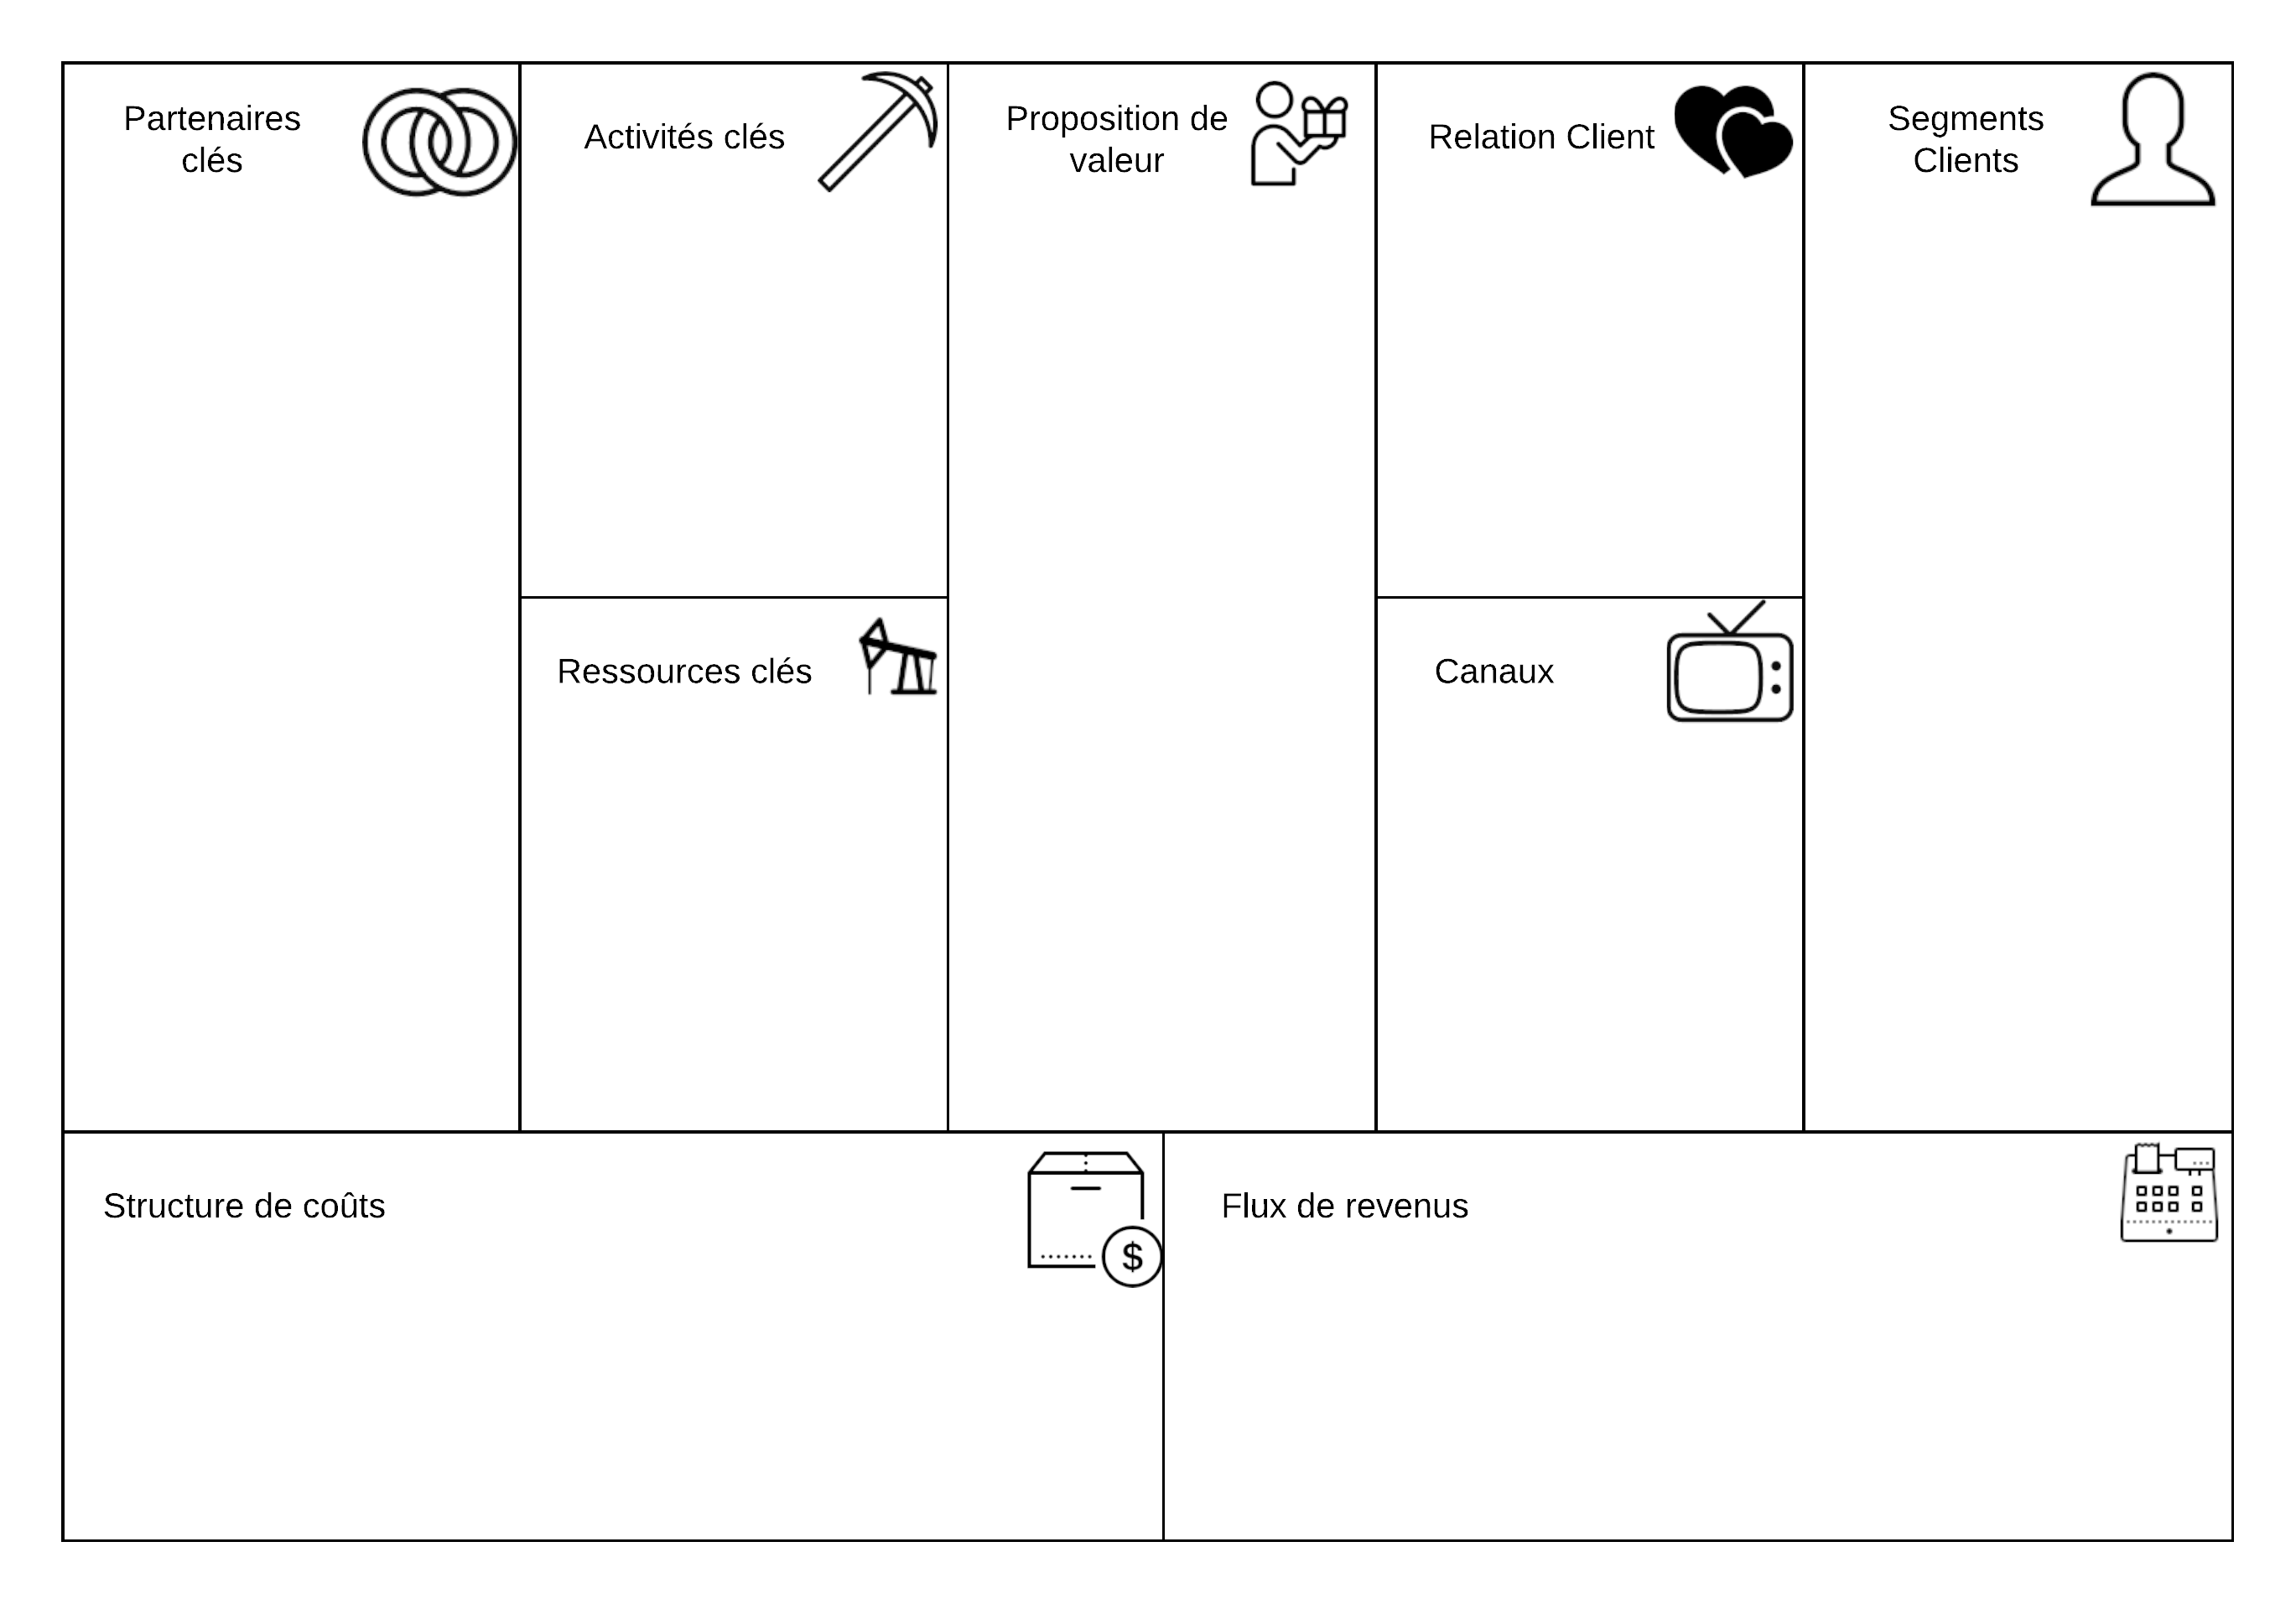 Partenaires
clés
Activités clés
Proposition de
valeur
Relation Client
Segments
Clients
Ressources clés
Canaux
Structure de coûts
$
Flux de revenus